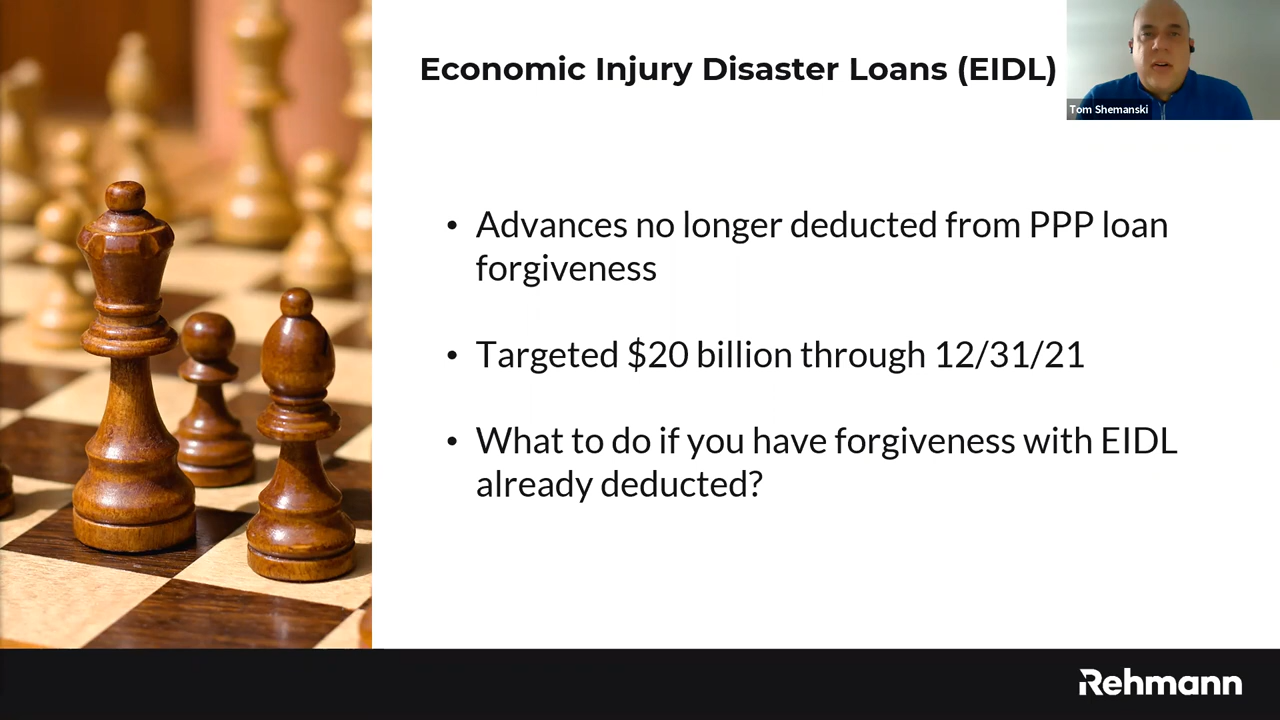 Economic Injury Disaster Loans (EIDL)
Tom Shemanski
• Advances no longer deducted from PPP loan
forgiveness
• Targeted $20 billion through 12/31/21
• What to do if you have forgiveness with EIDL
already deducted?
Rehmann